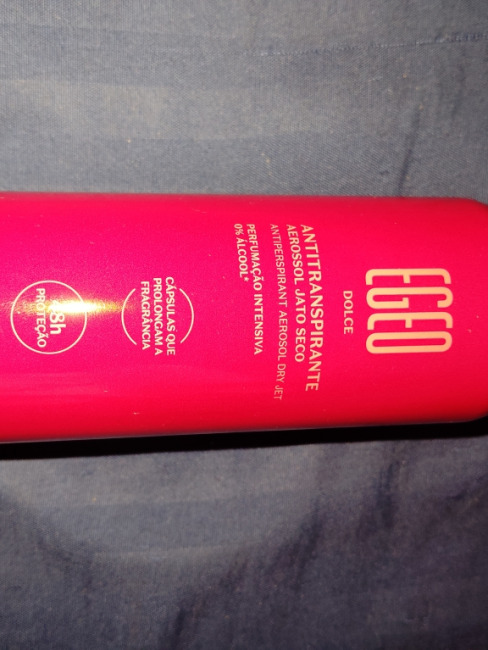 EGEO
DOLCE
ANTITRANSPIRANTE
AEROSSOL JATO SECO
ANTIPERSPIRANT AEROSOL DRY JET
PERFUMAÇÃO INTENSIVA
0% ÁLCOOL*
CÁPSULAS QUE
PROLONGAM A
FRAGRÂNCIA
8h
PROTEÇÃO